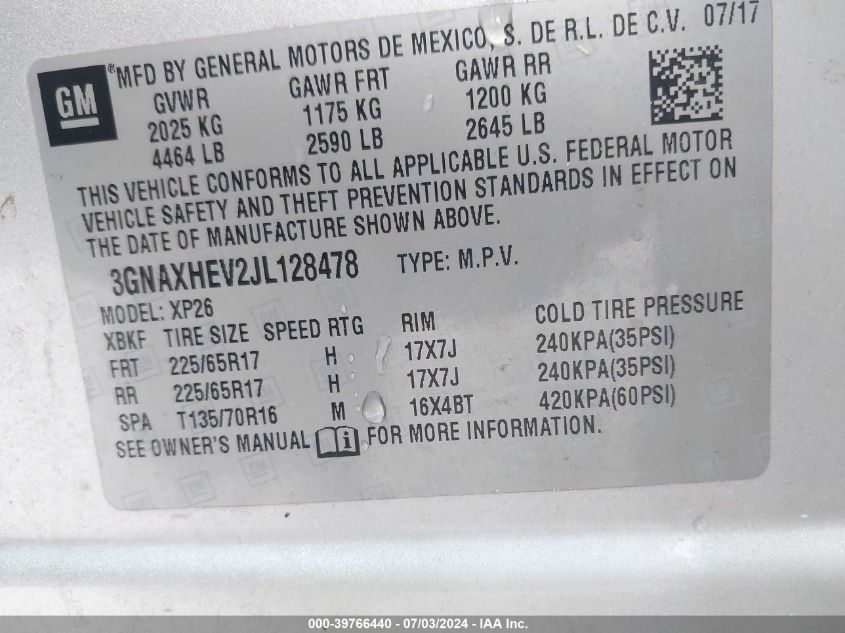 GM
®MFD BY GENERAL MOTORS DE MEXICO, S. DE R.L. DE C.V. 07/17
GVWR GAWR FRT GAWR RR
2025 KG 1175 KG 1200 KG
4464 LB 2590 LB 2645 LB
THIS VEHICLE CONFORMS TO ALL APPLICABLE U.S. FEDERAL MOTOR
VEHICLE SAFETY AND THEFT PREVENTION STANDARDS IN EFFECT ON
THE DATE OF MANUFACTURE SHOWN ABOVE.
3GNAXHEV2JL128478 TYPE: M.P.V.
MODEL: XP26
XBKF TIRE SIZE SPEED RTG RIM COLD TIRE PRESSURE
FRT 225/65R17 H 17X7J 240KPA(35PSI)
RR 225/65R17 H 17X7J 240KPA(35PSI)
SPA T135/70R16 M 16X4BT 420KPA(60PSI)
SEE OWNER'S MANUAL FOR MORE INFORMATION.
000-39766440 - 07/03/2024 - IAA Inc.